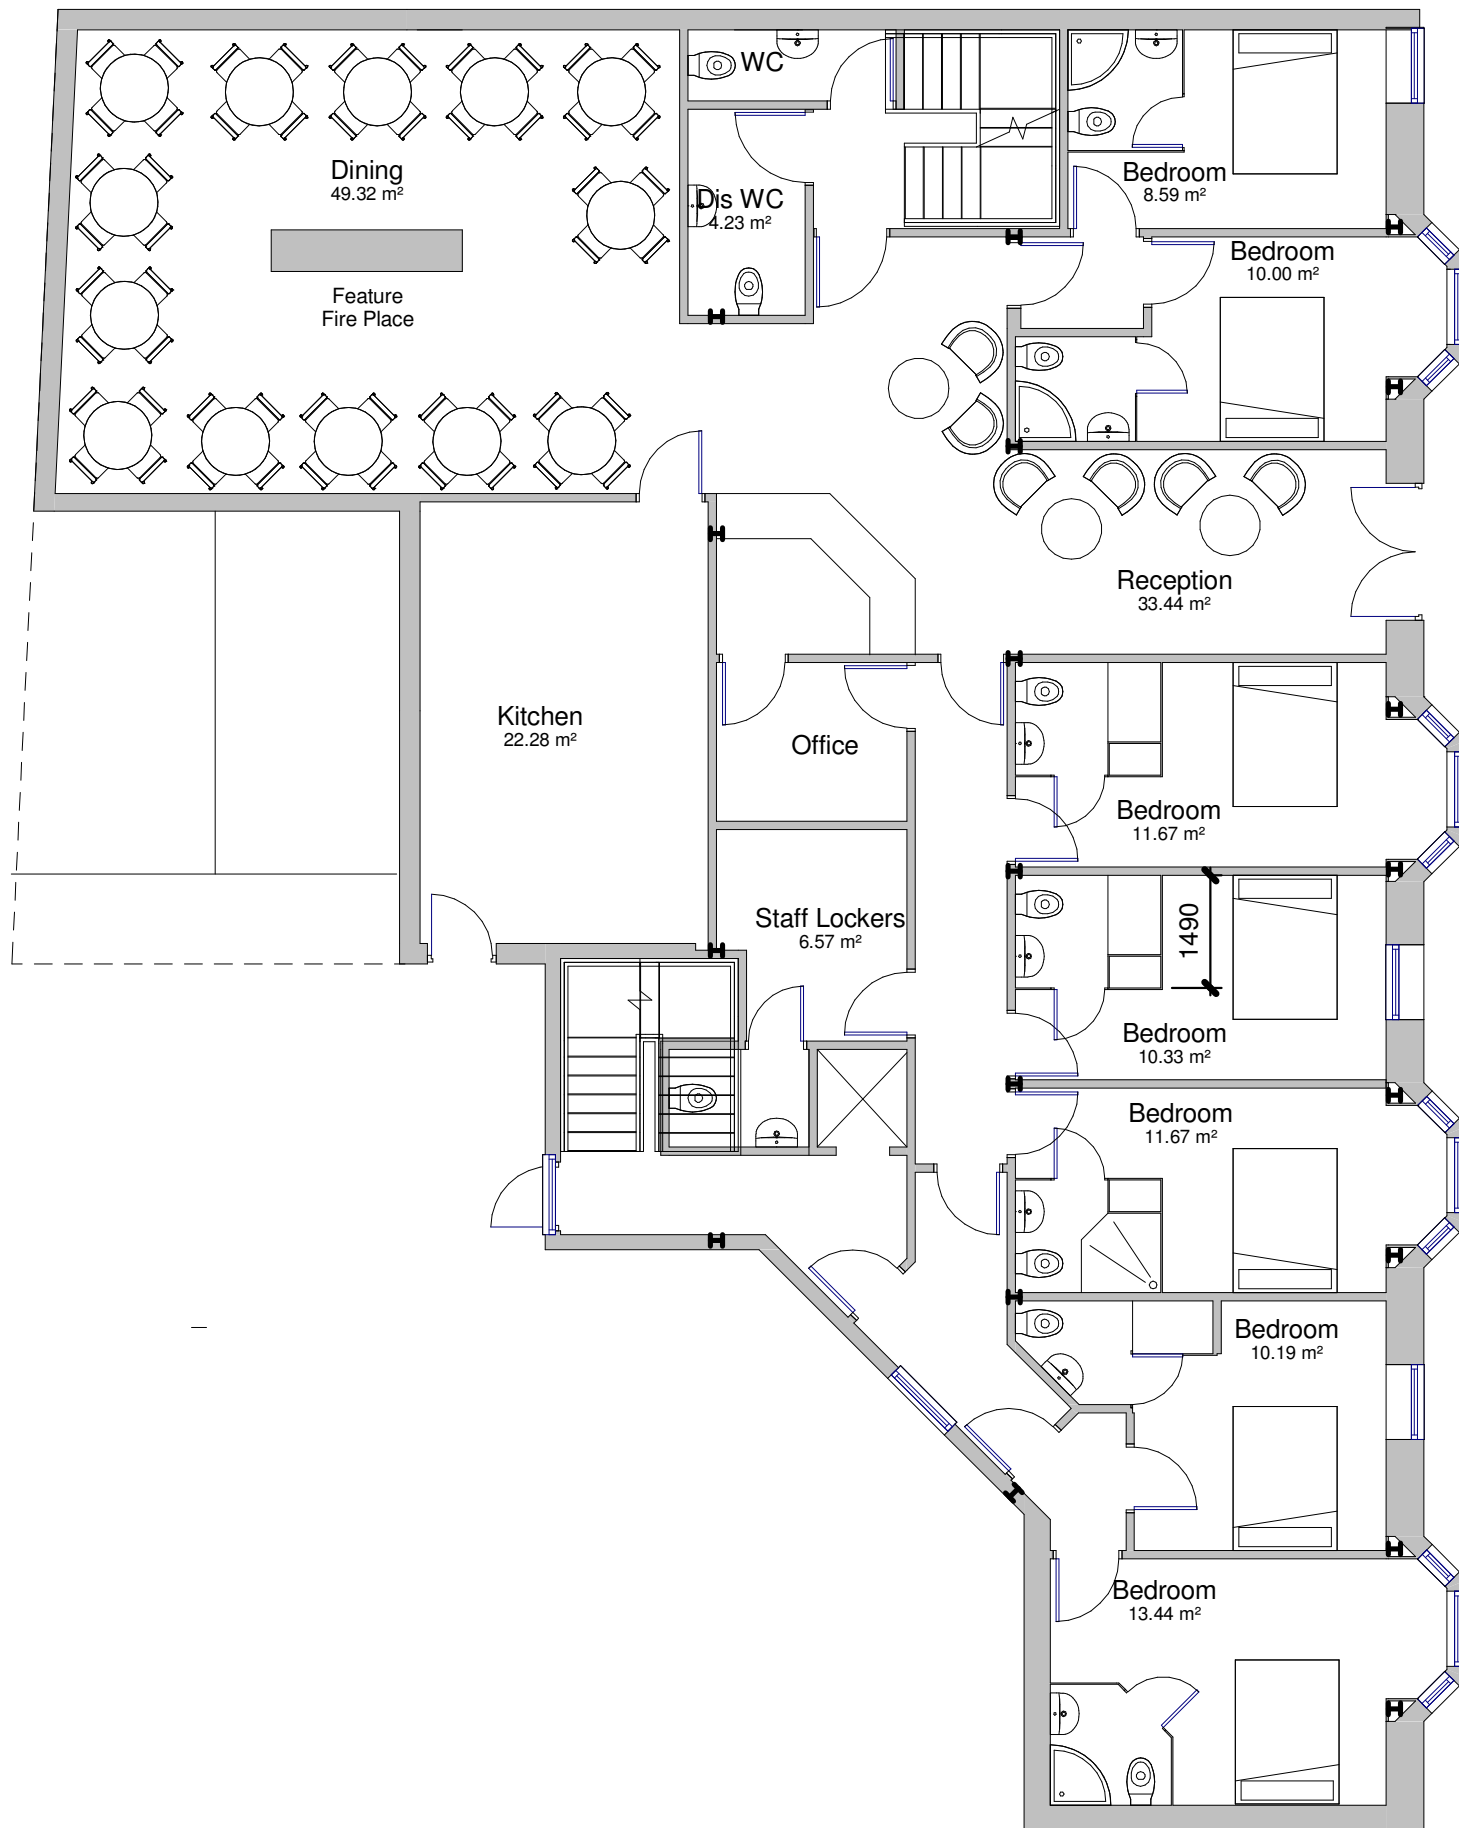 WC
Dining
49.32 m²
Dis WC
4.23 m²
Bedroom
8.59 m²
Bedroom
10.00 m²
Feature
Fire Place
Reception
33.44 m²
Kitchen
22.28 m²
Office
Bedroom
11.67 m²
Staff Lockers
6.57 m²
1490
Bedroom
10.33 m²
Bedroom
11.67 m²
Bedroom
10.19 m²
Bedroom
13.44 m²